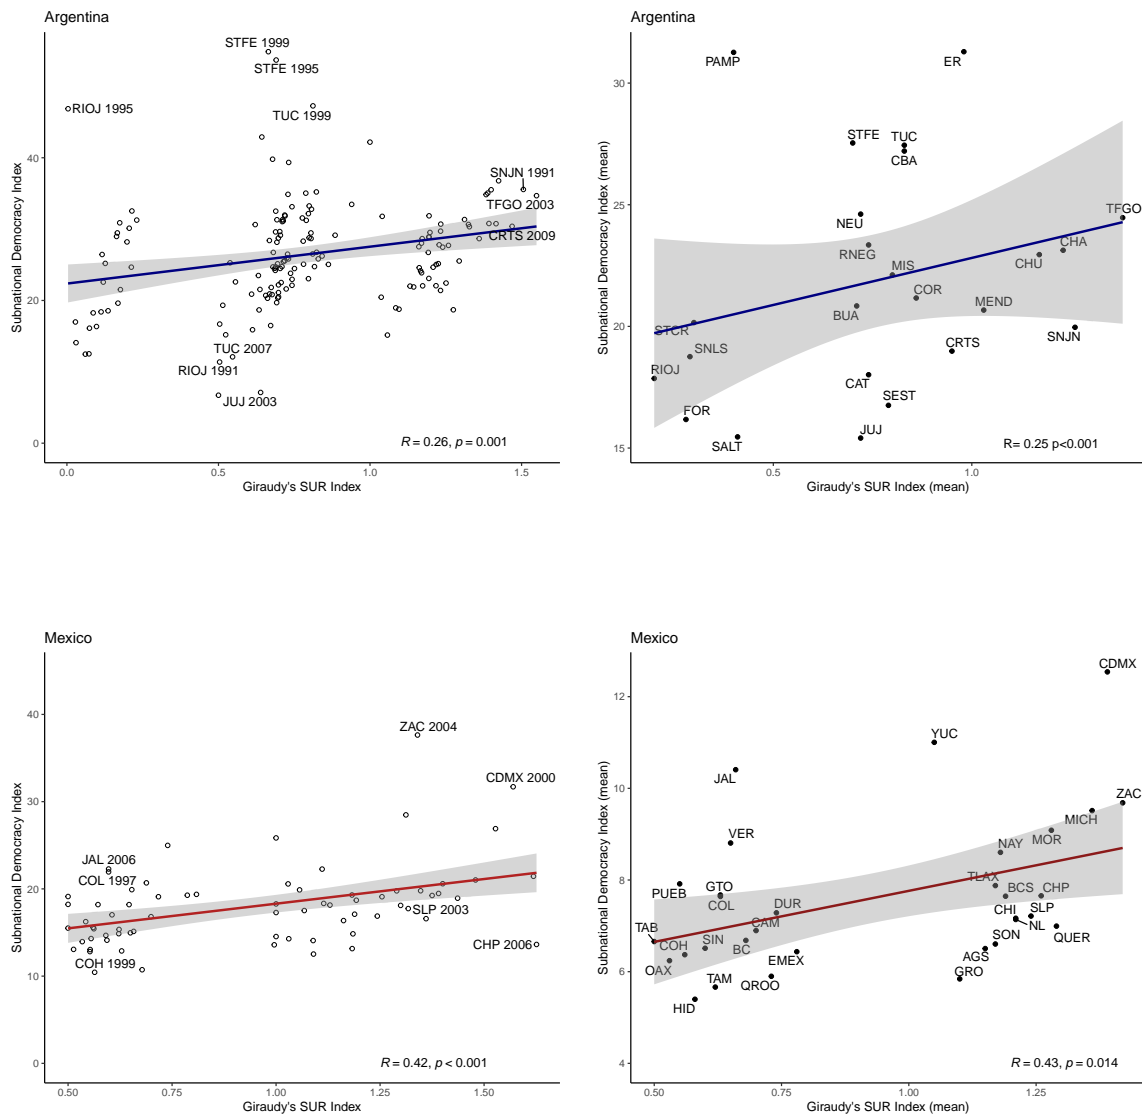 Argentina
STFE 1999
STFE 1995
RIOJ 1995
TUC 1999
SNJN 1991
TFGO 2003
CRTS 2009
TUC 2007
RIOJ 1991
JUJ 2003
R = 0.26, p = 0.001
40
20
0
0.0 0.5 1.0 1.5
Subnational Democracy Index
Giraudy's SUR Index
Argentina
PAMP
ER
STFE
TUC
CBA
NEU
TFGO
RNEG
CHA
CHU
MIS
COR
MEND
BUA
STCR
SNJN
SNLS
CRTS
RIOJ
CAT
SEST
FOR
JUJ
SALT
R= 0.25 p<0.001
30
25
20
15
0.5 1.0
Subnational Democracy Index (mean)
Giraudy's SUR Index (mean)
Mexico
ZAC 2004
CDMX 2000
JAL 2006
COL 1997
SLP 2003
CHP 2006
COH 1999
R = 0.42, p < 0.001
40
30
20
10
0
0.50 0.75 1.00 1.25 1.50
Subnational Democracy Index
Giraudy's SUR Index
Mexico
CDMX
YUC
JAL
ZAC
MICH
VER
MOR
NAY
PUEB
GTO
TLAX
BCS
CHP
COL
DUR
SLP
CHI
NL
TAB
CAM
QUER
SIN
BC
SON
COH
EMEX
AGS
OAX
QROO
GRO
TAM
HID
R = 0.43, p = 0.014
12
10
8
6
4
0.50 0.75 1.00 1.25
Subnational Democracy Index (mean)
Giraudy's SUR Index (mean)